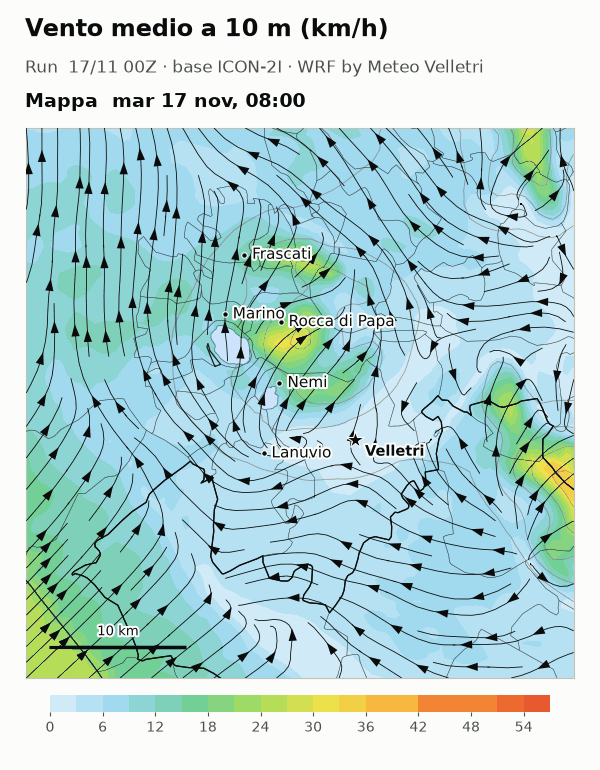 Vento medio a 10 m (km/h)
Run 17/11 00Z · base ICON-2I · WRF by Meteo Velletri
Mappa mar 17 nov, 08:00
Frascati
Marino
Rocca di Papa
Nemi
Velletri
Lanuvio
10 km
0 6 12 18 24 30 36 42 48 54